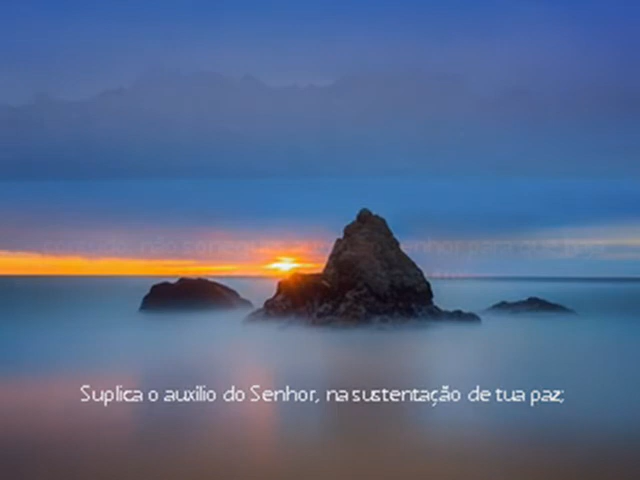 Suplica o auxílio do Senhor, na sustentação de tua paz;